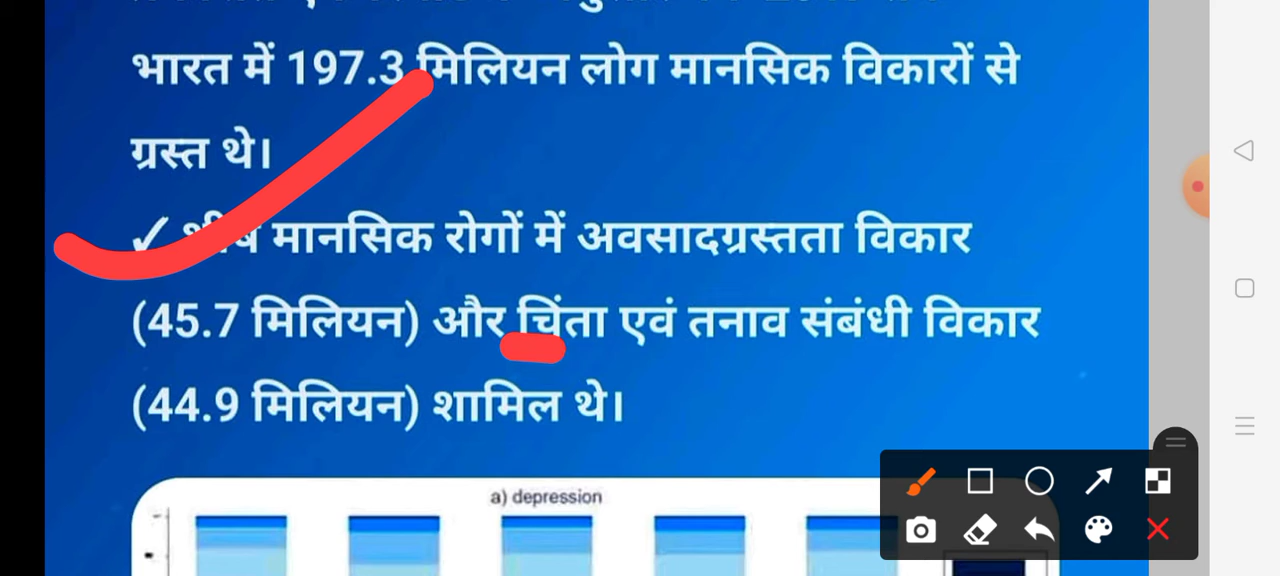 भारत में 197.3 मिलियन लोग मानसिक विकारों से
ग्रस्त थे।
✓ शीर्ष मानसिक रोगों में अवसादग्रस्तता विकार
(45.7 मिलियन) और चिंता एवं तनाव संबंधी विकार
(44.9 मिलियन) शामिल थे।
a) depression